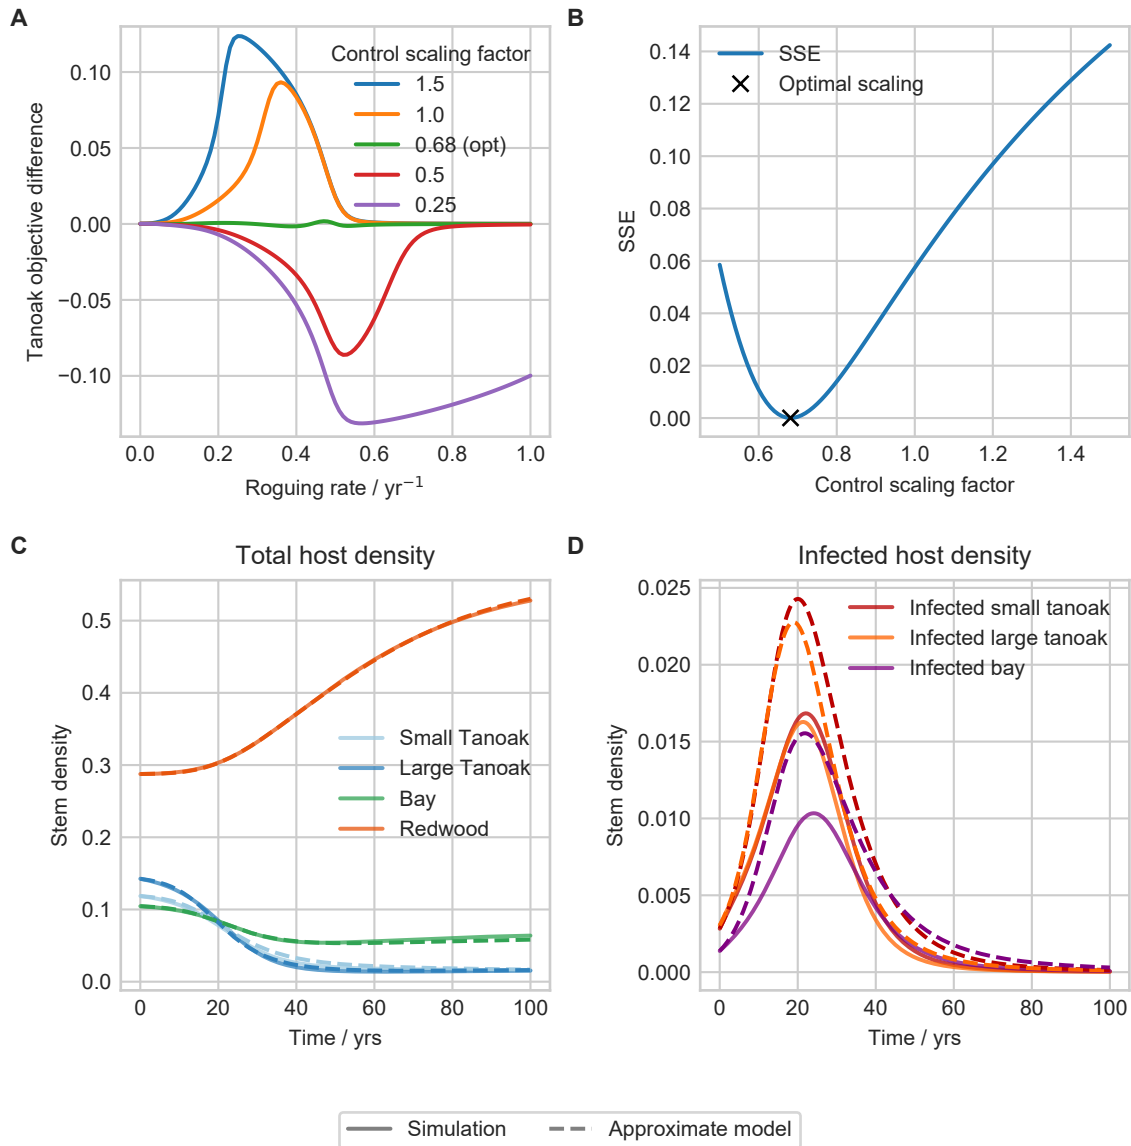 A
Control scaling factor
1.5
1.0
0.68 (opt)
0.5
0.25
0.10
0.05
0.00
−0.05
−0.10
Tanoak objective difference
0.0 0.2 0.4 0.6 0.8 1.0
Roguing rate / yr⁻¹
B
SSE
Optimal scaling
0.14
0.12
0.10
0.08
0.06
0.04
0.02
0.00
SSE
0.6 0.8 1.0 1.2 1.4
Control scaling factor
C
Total host density
0.5
0.4
0.3
0.2
0.1
0.0
Stem density
Small Tanoak
Large Tanoak
Bay
Redwood
0 20 40 60 80 100
Time / yrs
D
Infected host density
0.025
0.020
0.015
0.010
0.005
0.000
Stem density
Infected small tanoak
Infected large tanoak
Infected bay
0 20 40 60 80 100
Time / yrs
Simulation Approximate model